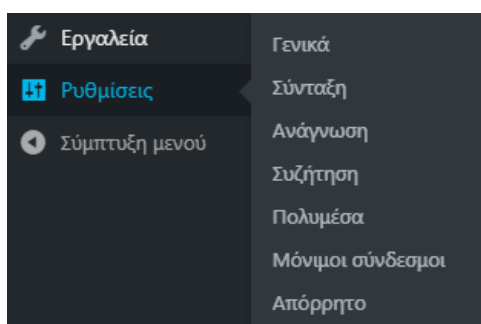 Εργαλεία
Ρυθμίσεις
Σύμπτυξη μενού
Γενικά
Σύνταξη
Ανάγνωση
Συζήτηση
Πολυμέσα
Μόνιμοι σύνδεσμοι
Απόρρητο